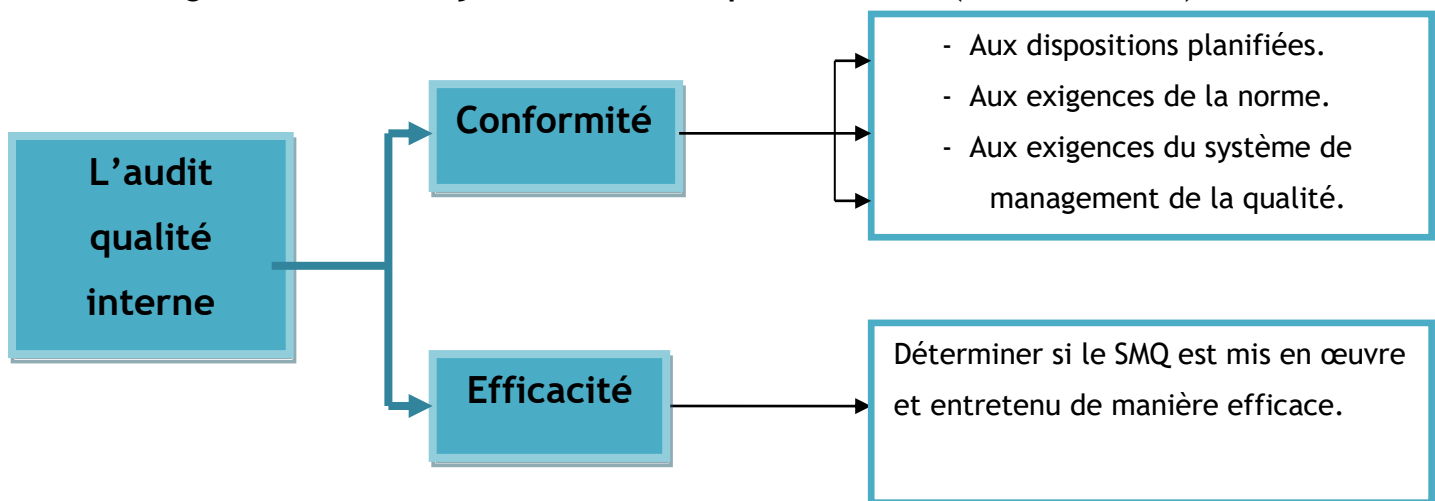 L’audit
qualité
interne
Conformité
- Aux dispositions planifiées.
- Aux exigences de la norme.
- Aux exigences du système de
management de la qualité.
Efficacité
Déterminer si le SMQ est mis en œuvre
et entretenu de manière efficace.